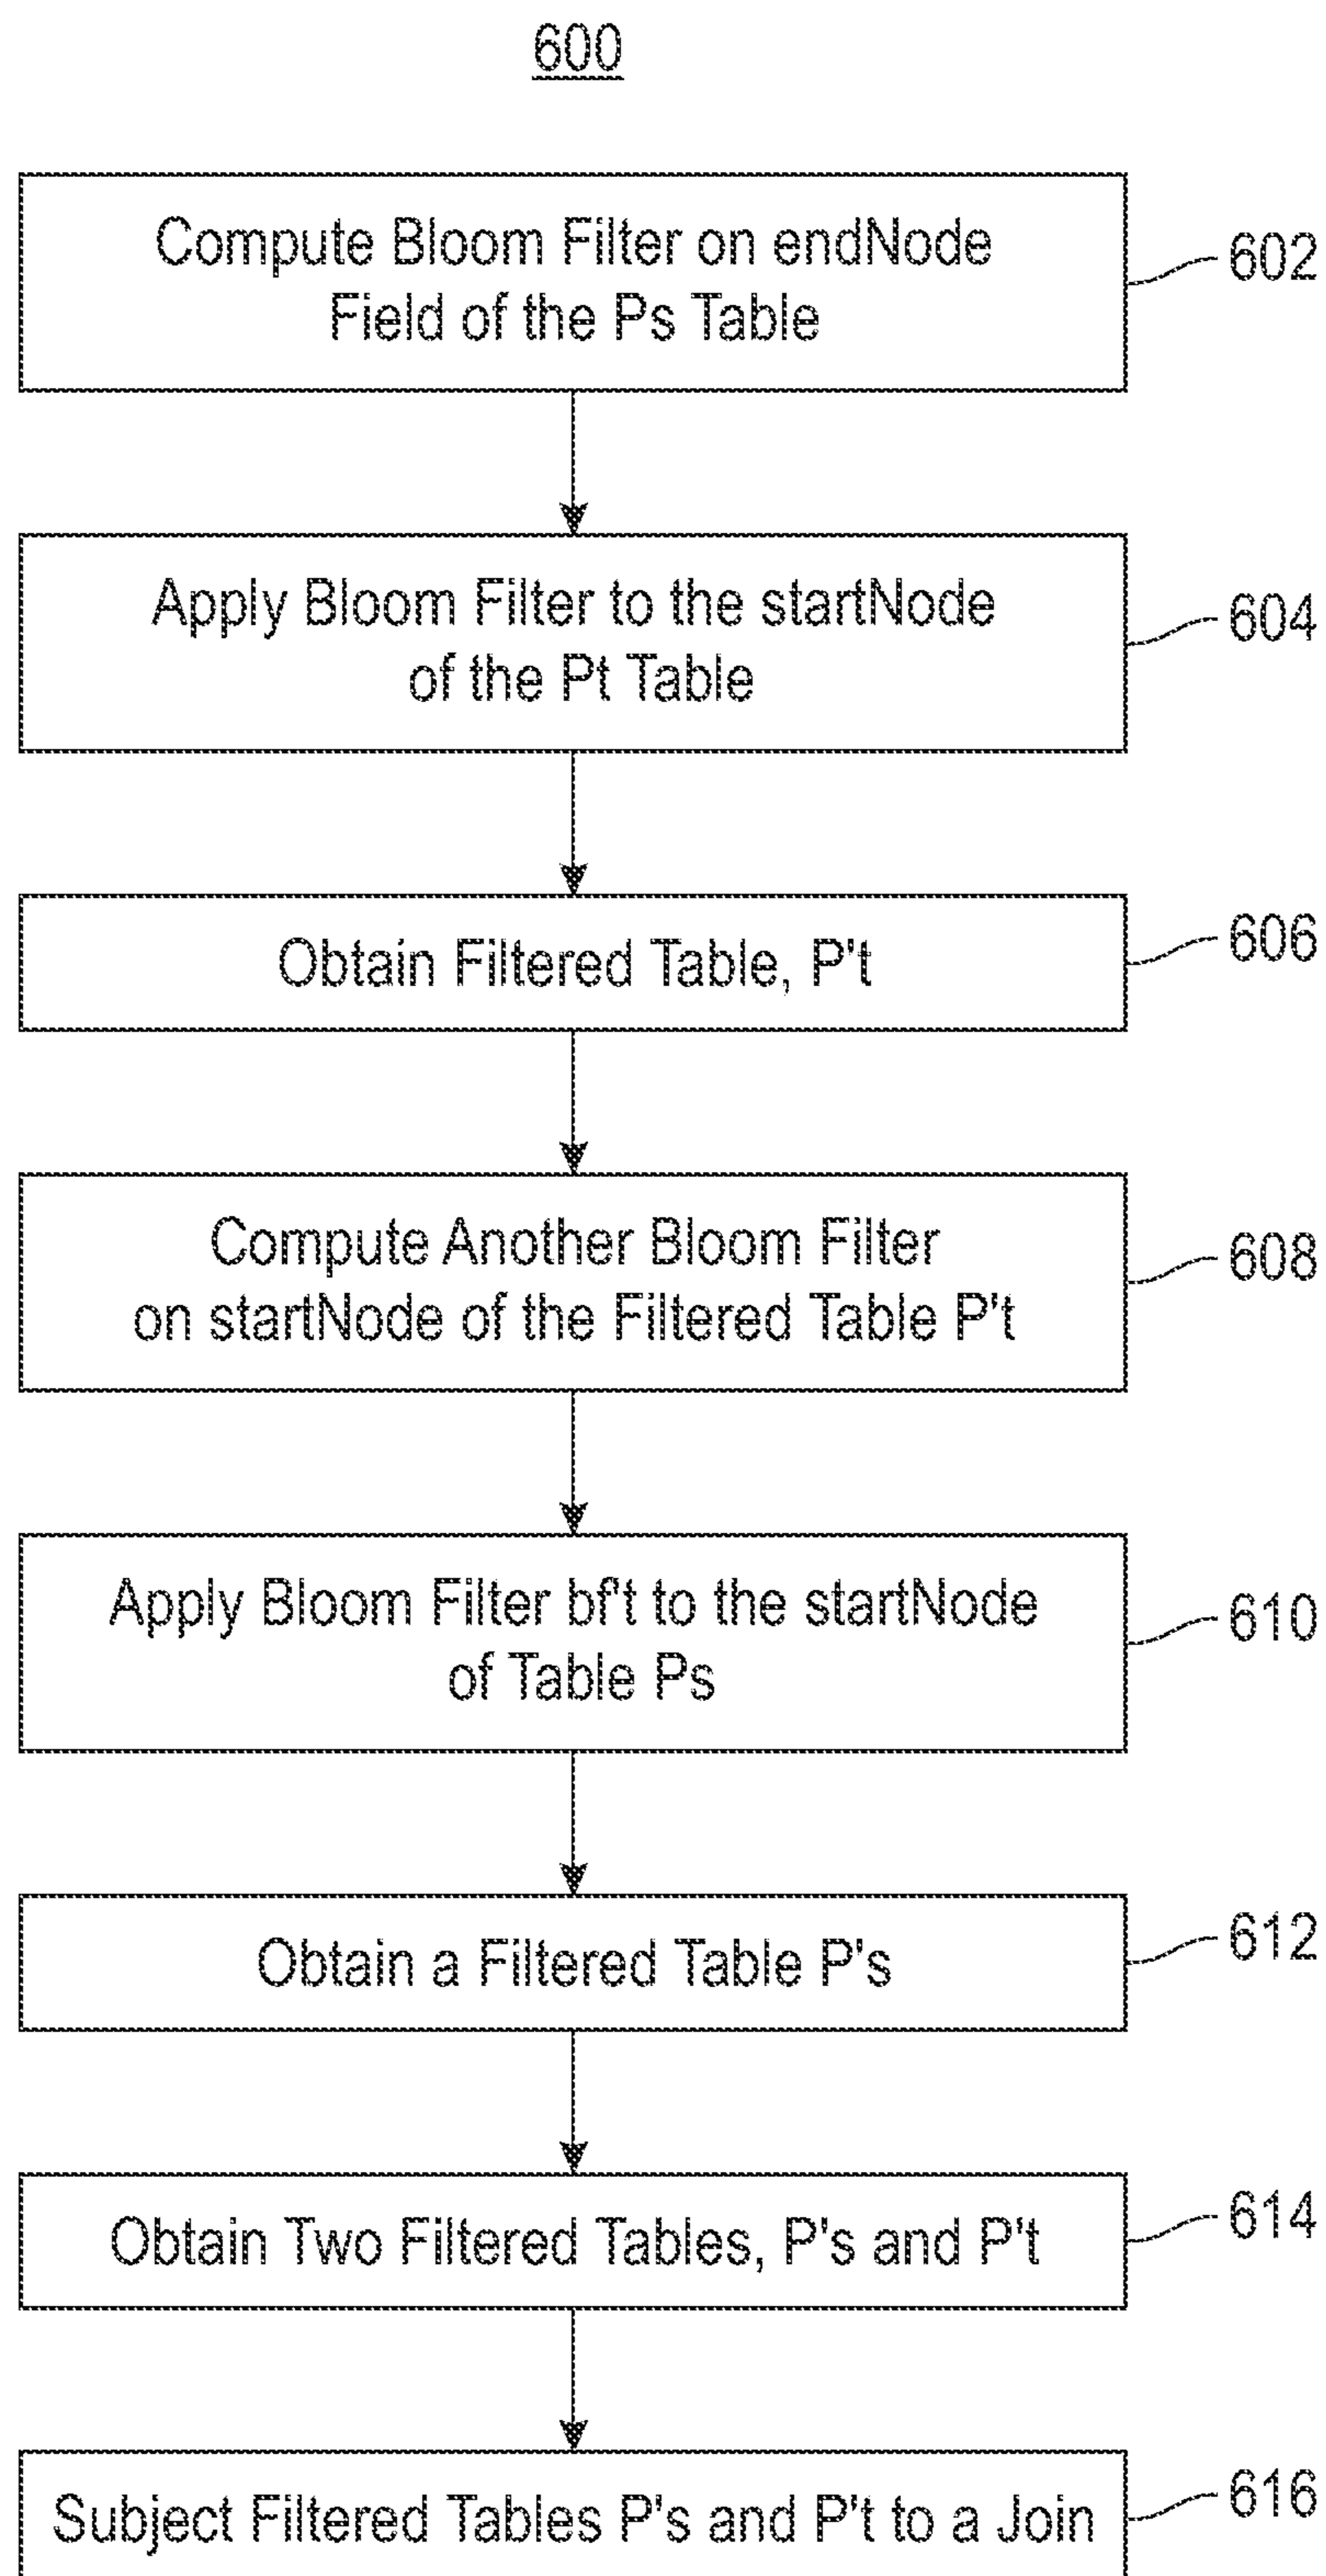 600
Compute Bloom Filter on endNode
Field of the Ps Table
602
Apply Bloom Filter to the startNode
of the Pt Table
604
Obtain Filtered Table, P't
606
Compute Another Bloom Filter
on startNode of the Filtered Table P't
608
Apply Bloom Filter bf't to the startNode
of Table Ps
610
Obtain a Filtered Table P's
612
Obtain Two Filtered Tables, P's and P't
614
Subject Filtered Tables P's and P't to a Join
616